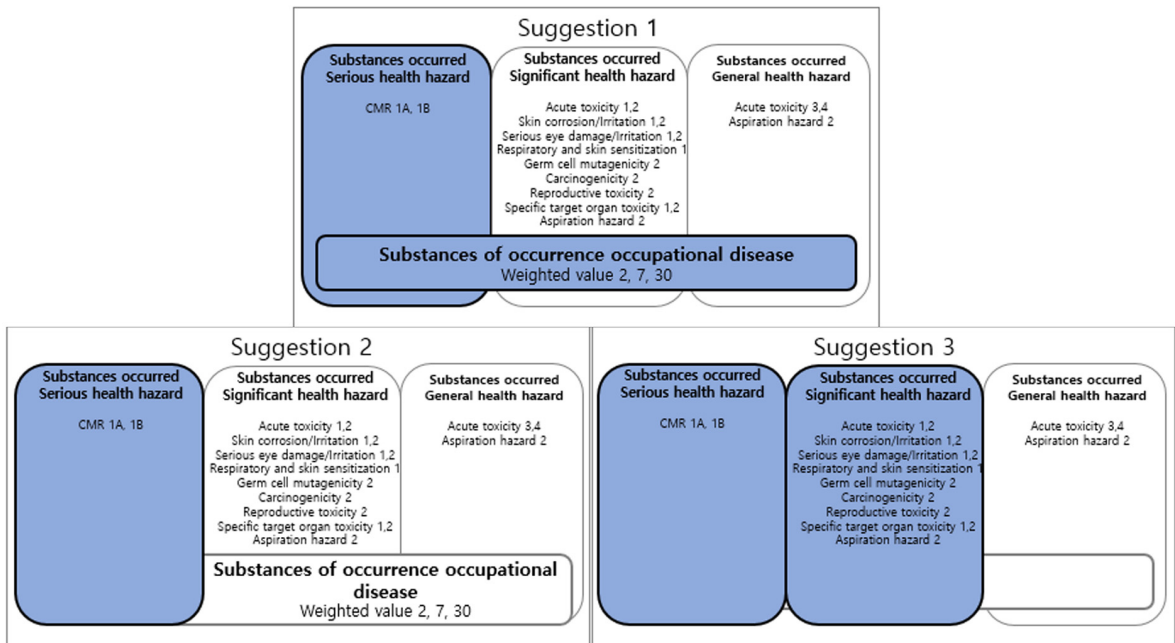 Suggestion 1
Substances occurred
Serious health hazard
CMR 1A, 1B
Substances occurred
Significant health hazard
Acute toxicity 1,2
Skin corrosion/Irritation 1,2
Serious eye damage/Irritation 1,2
Respiratory and skin sensitization 1
Germ cell mutagenicity 2
Carcinogenicity 2
Reproductive toxicity 2
Specific target organ toxicity 1,2
Aspiration hazard 2
Substances occurred
General health hazard
Acute toxicity 3,4
Aspiration hazard 2
Substances of occurrence occupational disease
Weighted value 2, 7, 30
Suggestion 2
Substances occurred
Serious health hazard
CMR 1A, 1B
Substances occurred
Significant health hazard
Acute toxicity 1,2
Skin corrosion/Irritation 1,2
Serious eye damage/Irritation 1,2
Respiratory and skin sensitization 1
Germ cell mutagenicity 2
Carcinogenicity 2
Reproductive toxicity 2
Specific target organ toxicity 1,2
Aspiration hazard 2
Substances occurred
General health hazard
Acute toxicity 3,4
Aspiration hazard 2
Substances of occurrence occupational
disease
Weighted value 2, 7, 30
Suggestion 3
Substances occurred
Serious health hazard
CMR 1A, 1B
Substances occurred
Significant health hazard
Acute toxicity 1,2
Skin corrosion/Irritation 1,2
Serious eye damage/Irritation 1,2
Respiratory and skin sensitization 1
Germ cell mutagenicity 2
Carcinogenicity 2
Reproductive toxicity 2
Specific target organ toxicity 1,2
Aspiration hazard 2
Substances occurred
General health hazard
Acute toxicity 3,4
Aspiration hazard 2